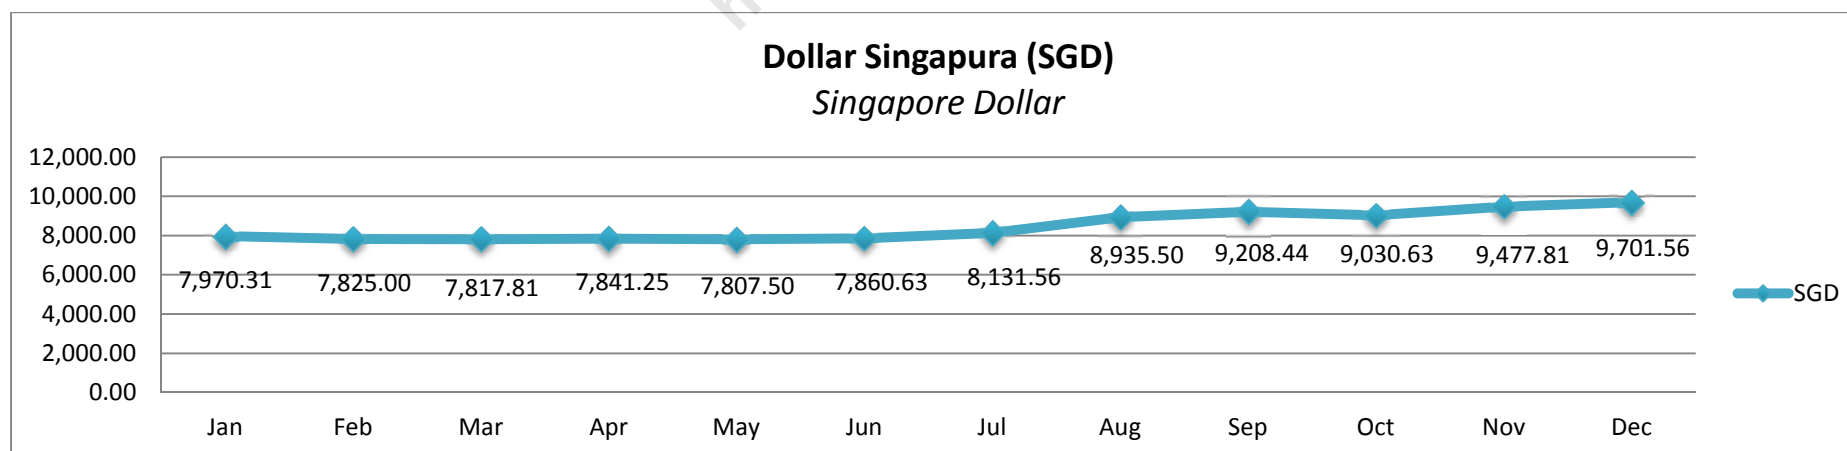 Dollar Singapura (SGD)
Singapore Dollar
12,000.00
10,000.00
8,000.00
6,000.00
4,000.00
2,000.00
0.00
7,970.31 7,825.00 7,817.81 7,841.25 7,807.50 7,860.63 8,131.56 8,935.50 9,208.44 9,030.63 9,477.81 9,701.56
SGD
Jan Feb Mar Apr May Jun Jul Aug Sep Oct Nov Dec